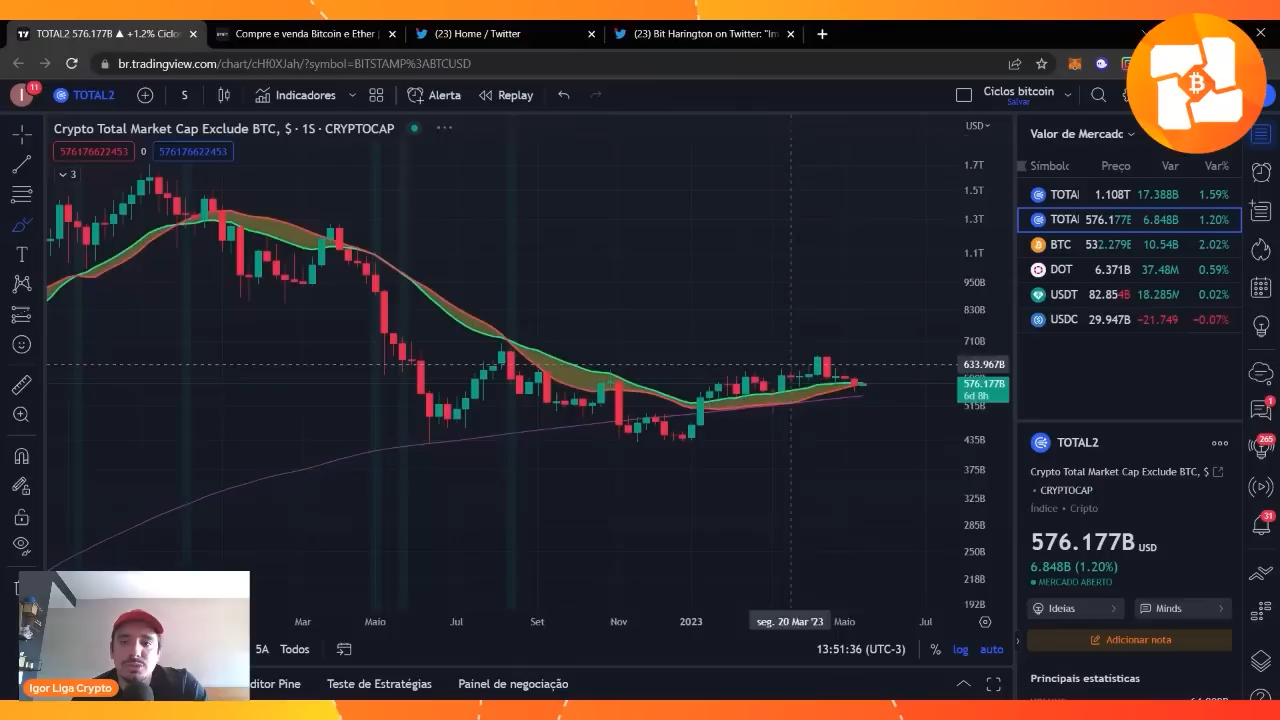 TOTAL2 576.177B ▲ +1.2% Ciclo
Compre e venda Bitcoin e Ether
(23) Home / Twitter
(23) Bit Harington on Twitter: "Im
br.tradingview.com/chart/cHf0XJah/?symbol=BITSTAMP%3ABTCUSD
11
TOTAL2
S
Indicadores
Alerta
Replay
Ciclos bitcoin
Salvar
Crypto Total Market Cap Exclude BTC, $ · 1S · CRYPTOCAP
576176622453
0
576176622453
3
USD
1.7T
1.5T
1.3T
1.1T
950B
830B
710B
633.967B
576.177B
6d 8h
515B
435B
375B
325B
285B
250B
218B
192B
Mar
Maio
Jul
Set
Nov
2023
seg. 20 Mar '23
Maio
Jul
5A
Todos
13:51:36 (UTC-3)
%
log
auto
ditor Pine
Teste de Estratégias
Painel de negociação
Igor Liga Crypto
Valor de Mercado
Símbolo
Preço
Var
Var%
TOTAL
1.108T
17.388B
1.59%
TOTAL
576.177B
6.848B
1.20%
BTC
532.279B
10.54B
2.02%
DOT
6.371B
37.48M
0.59%
USDT
82.854B
18.285M
0.02%
USDC
29.947B
−21.749
−0.07%
TOTAL2
Crypto Total Market Cap Exclude BTC, $
• CRYPTOCAP
Índice • Cripto
576.177B USD
6.848B (1.20%)
MERCADO ABERTO
Ideias
Minds
Adicionar nota
Principais estatísticas
1
265
31